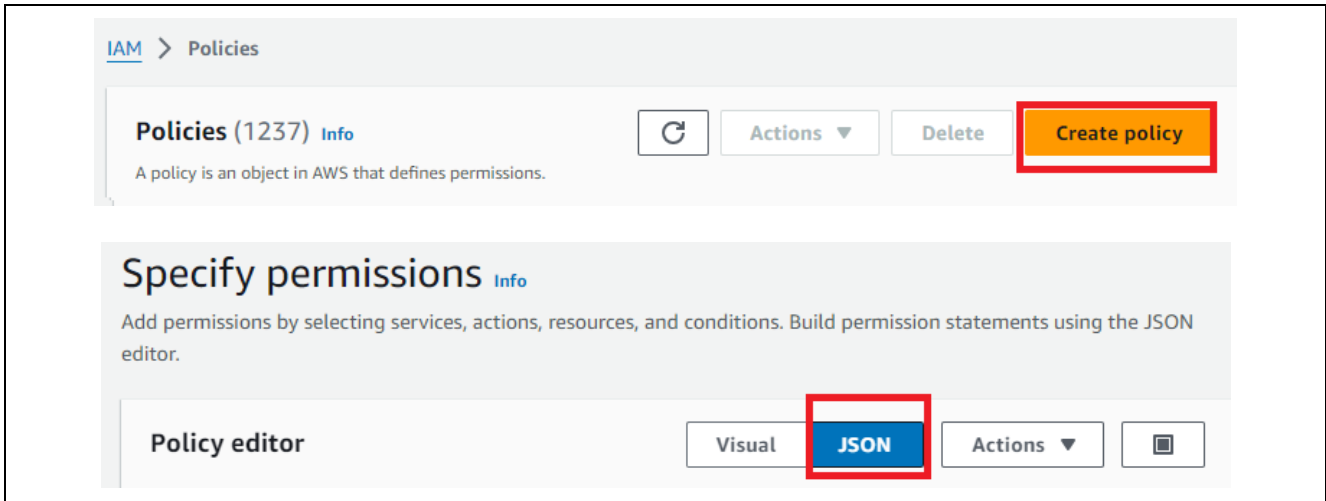 IAM > Policies
Policies (1237) Info
Actions ▼
Delete
Create policy
A policy is an object in AWS that defines permissions.
Specify permissions Info
Add permissions by selecting services, actions, resources, and conditions. Build permission statements using the JSON
editor.
Policy editor
Visual
JSON
Actions ▼